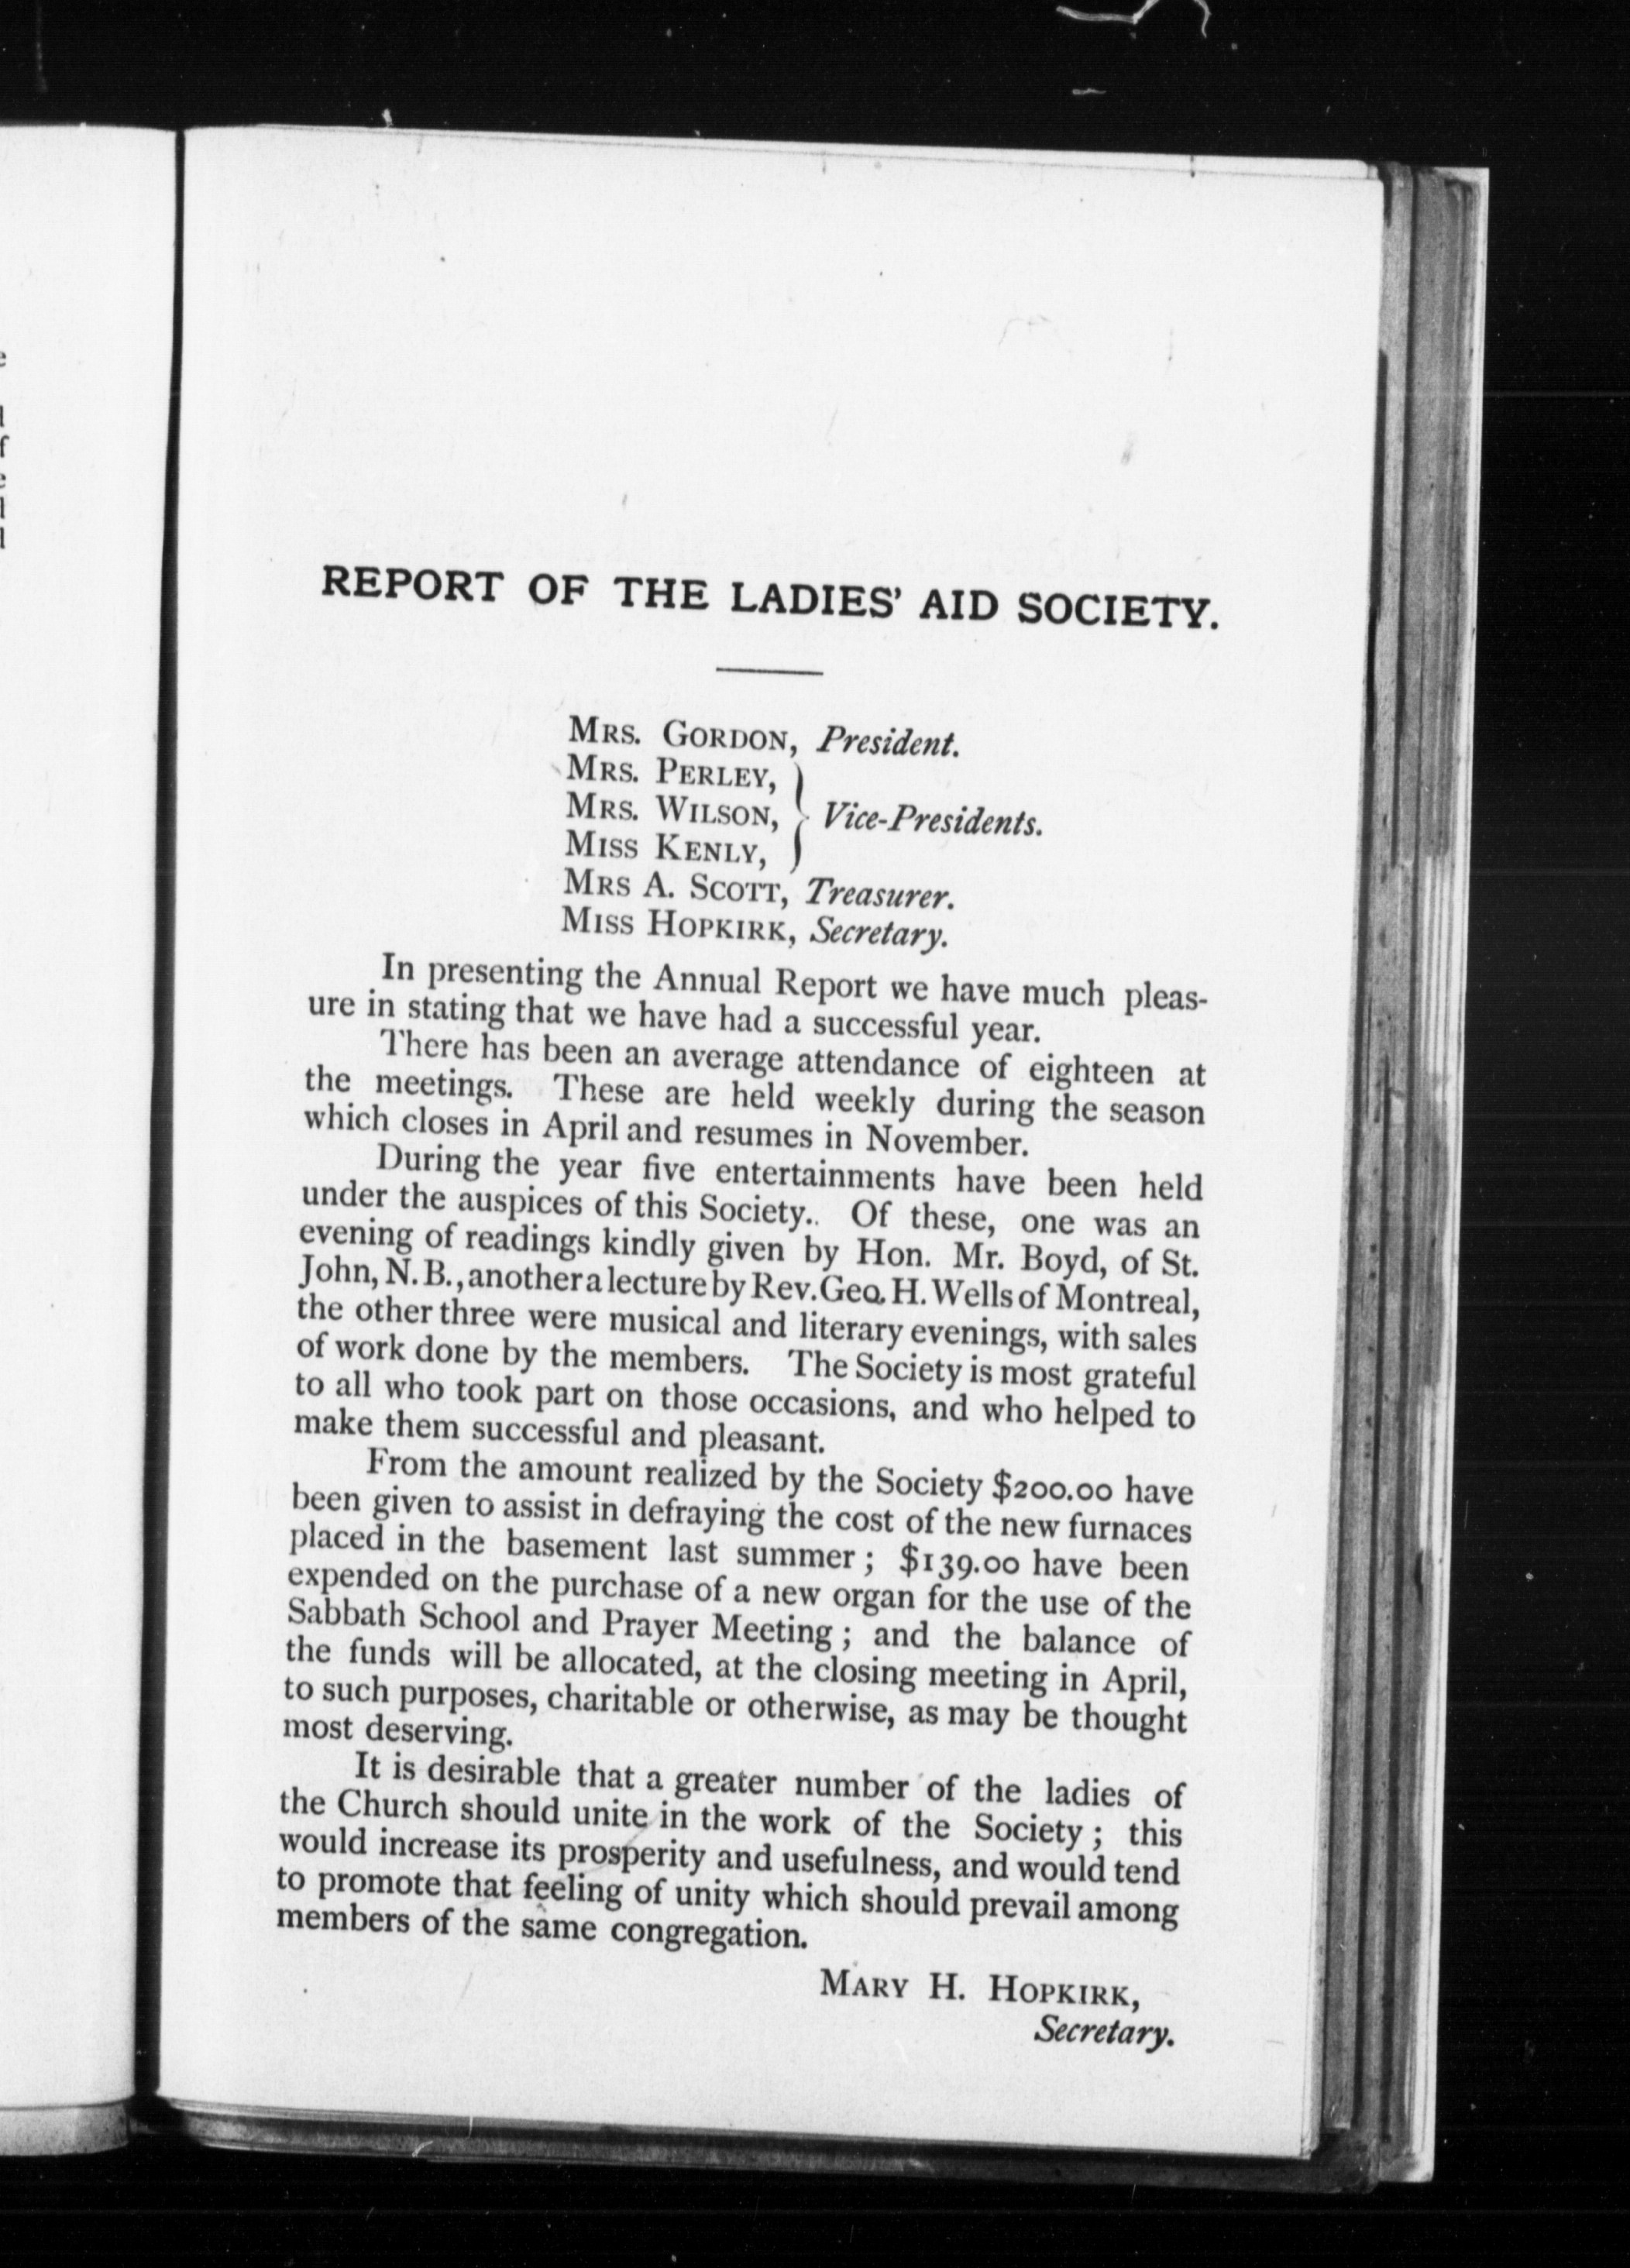 REPORT OF THE LADIES' AID SOCIETY.
MRS. GORDON, President.
MRS. PERLEY,
MRS. WILSON, } Vice-Presidents.
MISS KENLY,
MRS A. SCOTT, Treasurer.
MISS HOPKIRK, Secretary.
In presenting the Annual Report we have much pleas-
ure in stating that we have had a successful year.
There has been an average attendance of eighteen at
the meetings. These are held weekly during the season
which closes in April and resumes in November.
During the year five entertainments have been held
under the auspices of this Society.. Of these, one was an
evening of readings kindly given by Hon. Mr. Boyd, of St.
John, N. B., another a lecture by Rev. Geo. H. Wells of Montreal,
the other three were musical and literary evenings, with sales
of work done by the members. The Society is most grateful
to all who took part on those occasions, and who helped to
make them successful and pleasant.
From the amount realized by the Society $200.00 have
been given to assist in defraying the cost of the new furnaces
placed in the basement last summer ; $139.00 have been
expended on the purchase of a new organ for the use of the
Sabbath School and Prayer Meeting ; and the balance of
the funds will be allocated, at the closing meeting in April,
to such purposes, charitable or otherwise, as may be thought
most deserving.
It is desirable that a greater number of the ladies of
the Church should unite in the work of the Society ; this
would increase its prosperity and usefulness, and would tend
to promote that feeling of unity which should prevail among
members of the same congregation.
MARY H. HOPKIRK,
Secretary.